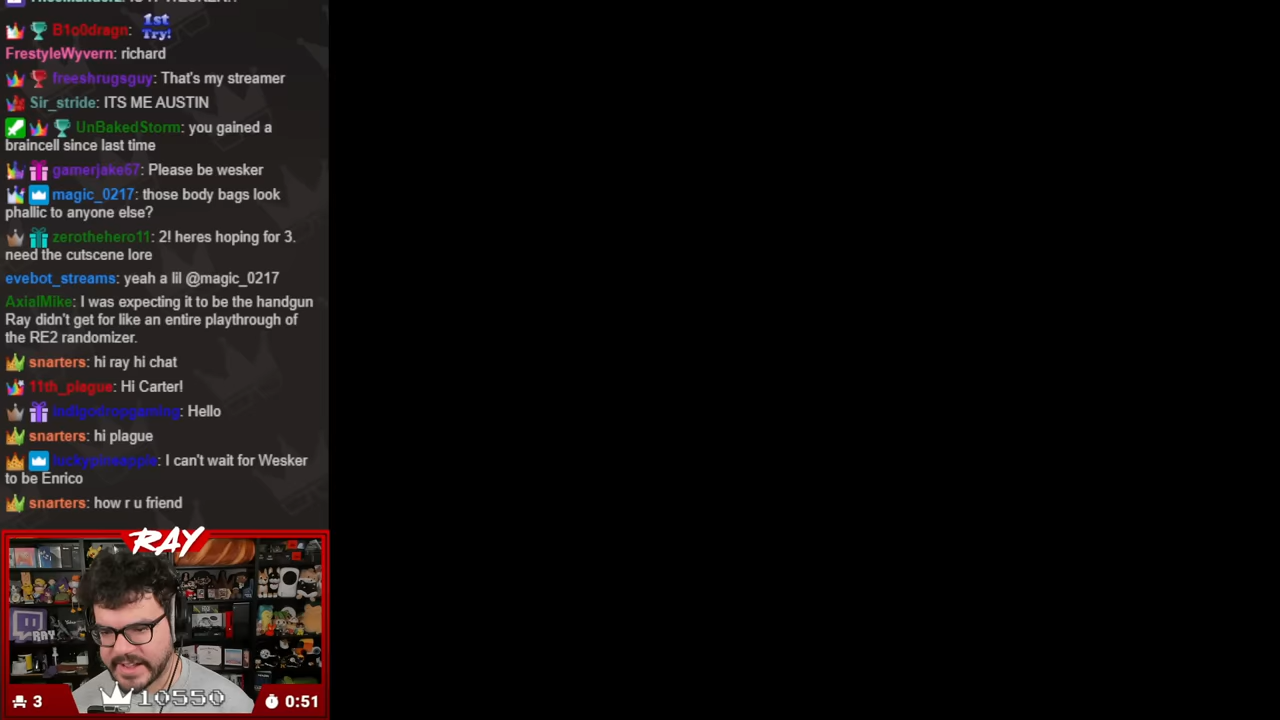 B1o0dragn: 1st Try!
FrestyleWyvern: richard
freeshrugsguy: That's my streamer
Sir_stride: ITS ME AUSTIN
UnBakedStorm: you gained a
braincell since last time
gamerjake67: Please be wesker
magic_0217: those body bags look
phallic to anyone else?
zerothehero11: 2! heres hoping for 3.
need the cutscene lore
evebot_streams: yeah a lil @magic_0217
AxialMike: I was expecting it to be the handgun
Ray didn't get for like an entire playthrough of
the RE2 randomizer.
snarters: hi ray hi chat
11th_plague: Hi Carter!
indigodropgaming: Hello
snarters: hi plague
luckypineapple: I can't wait for Wesker
to be Enrico
snarters: how r u friend
RAY
RAY
3
10550
0:51